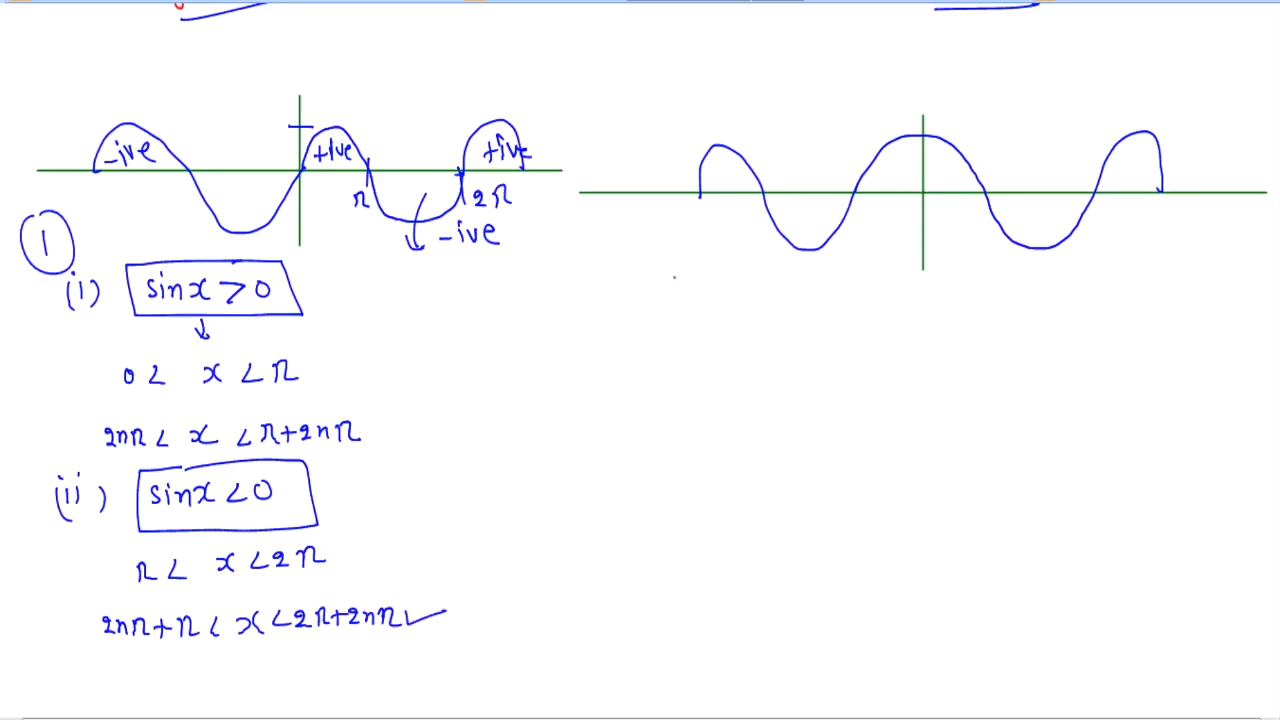 -ive +ive +ive
π 2π
-ive
1
(i) sinx > 0
0 < x < π
2nπ < x < π+2nπ
(ii) sinx < 0
π < x < 2π
2nπ+π < x < 2π+2nπ